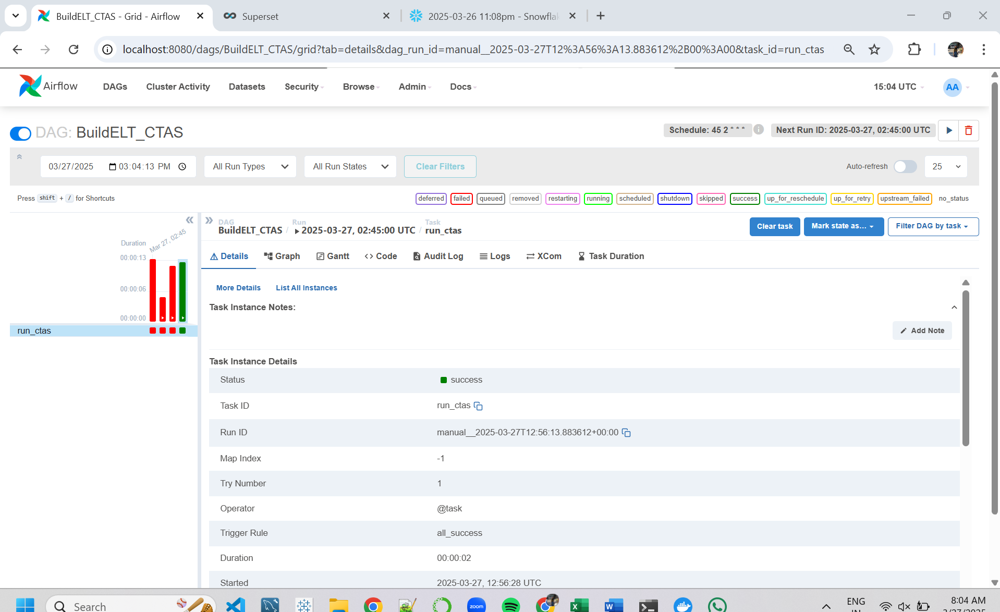 BuildELT_CTAS - Grid - Airflow
Superset
2025-03-26 11:08pm - Snowfla
localhost:8080/dags/BuildELT_CTAS/grid?tab=details&dag_run_id=manual__2025-03-27T12%3A56%3A13.883612%2B00%3A00&task_id=run_ctas
Airflow DAGs Cluster Activity Datasets Security Browse Admin Docs 15:04 UTC AA
DAG: BuildELT_CTAS
Schedule: 45 2 * * * Next Run ID: 2025-03-27, 02:45:00 UTC
03/27/2025 03:04:13 PM All Run Types All Run States Clear Filters Auto-refresh 25
Press shift + / for Shortcuts
deferred failed queued removed restarting running scheduled shutdown skipped success up_for_reschedule up_for_retry upstream_failed no_status
Duration
Mar 27, 02:45
00:00:13
00:00:06
00:00:00
run_ctas
DAG Run Task
BuildELT_CTAS / 2025-03-27, 02:45:00 UTC / run_ctas
Clear task Mark state as... Filter DAG by task
Details Graph Gantt Code Audit Log Logs XCom Task Duration
More Details List All Instances
Task Instance Notes:
Add Note
Task Instance Details
Status success
Task ID run_ctas
Run ID manual__2025-03-27T12:56:13.883612+00:00
Map Index -1
Try Number 1
Operator @task
Trigger Rule all_success
Duration 00:00:02
Started 2025-03-27, 12:56:28 UTC
Search
zoom
ENG
8:04 AM